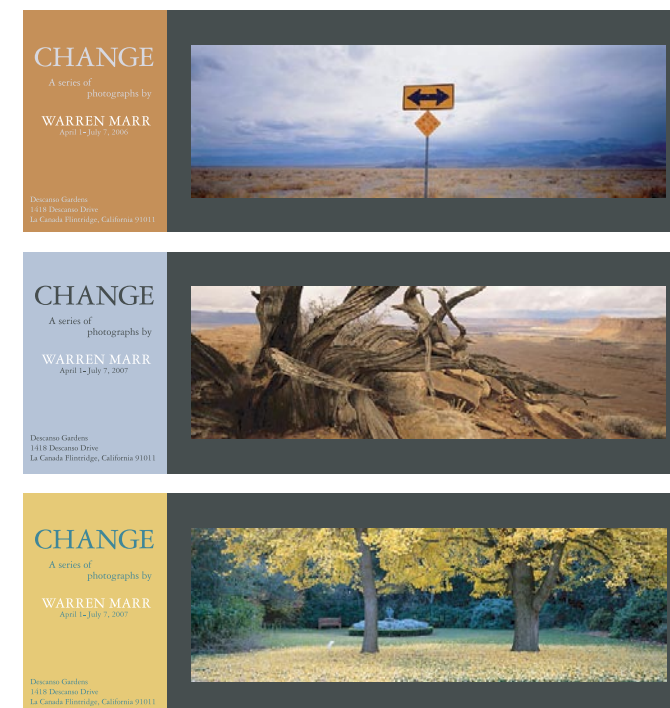 CHANGE
A series of
photographs by
WARREN MARR
April 1–July 7, 2006
Descanso Gardens
1418 Descanso Drive
La Canada Flintridge, California 91011
CHANGE
A series of
photographs by
WARREN MARR
April 1–July 7, 2007
Descanso Gardens
1418 Descanso Drive
La Canada Flintridge, California 91011
CHANGE
A series of
photographs by
WARREN MARR
April 1–July 7, 2007
Descanso Gardens
1418 Descanso Drive
La Canada Flintridge, California 91011